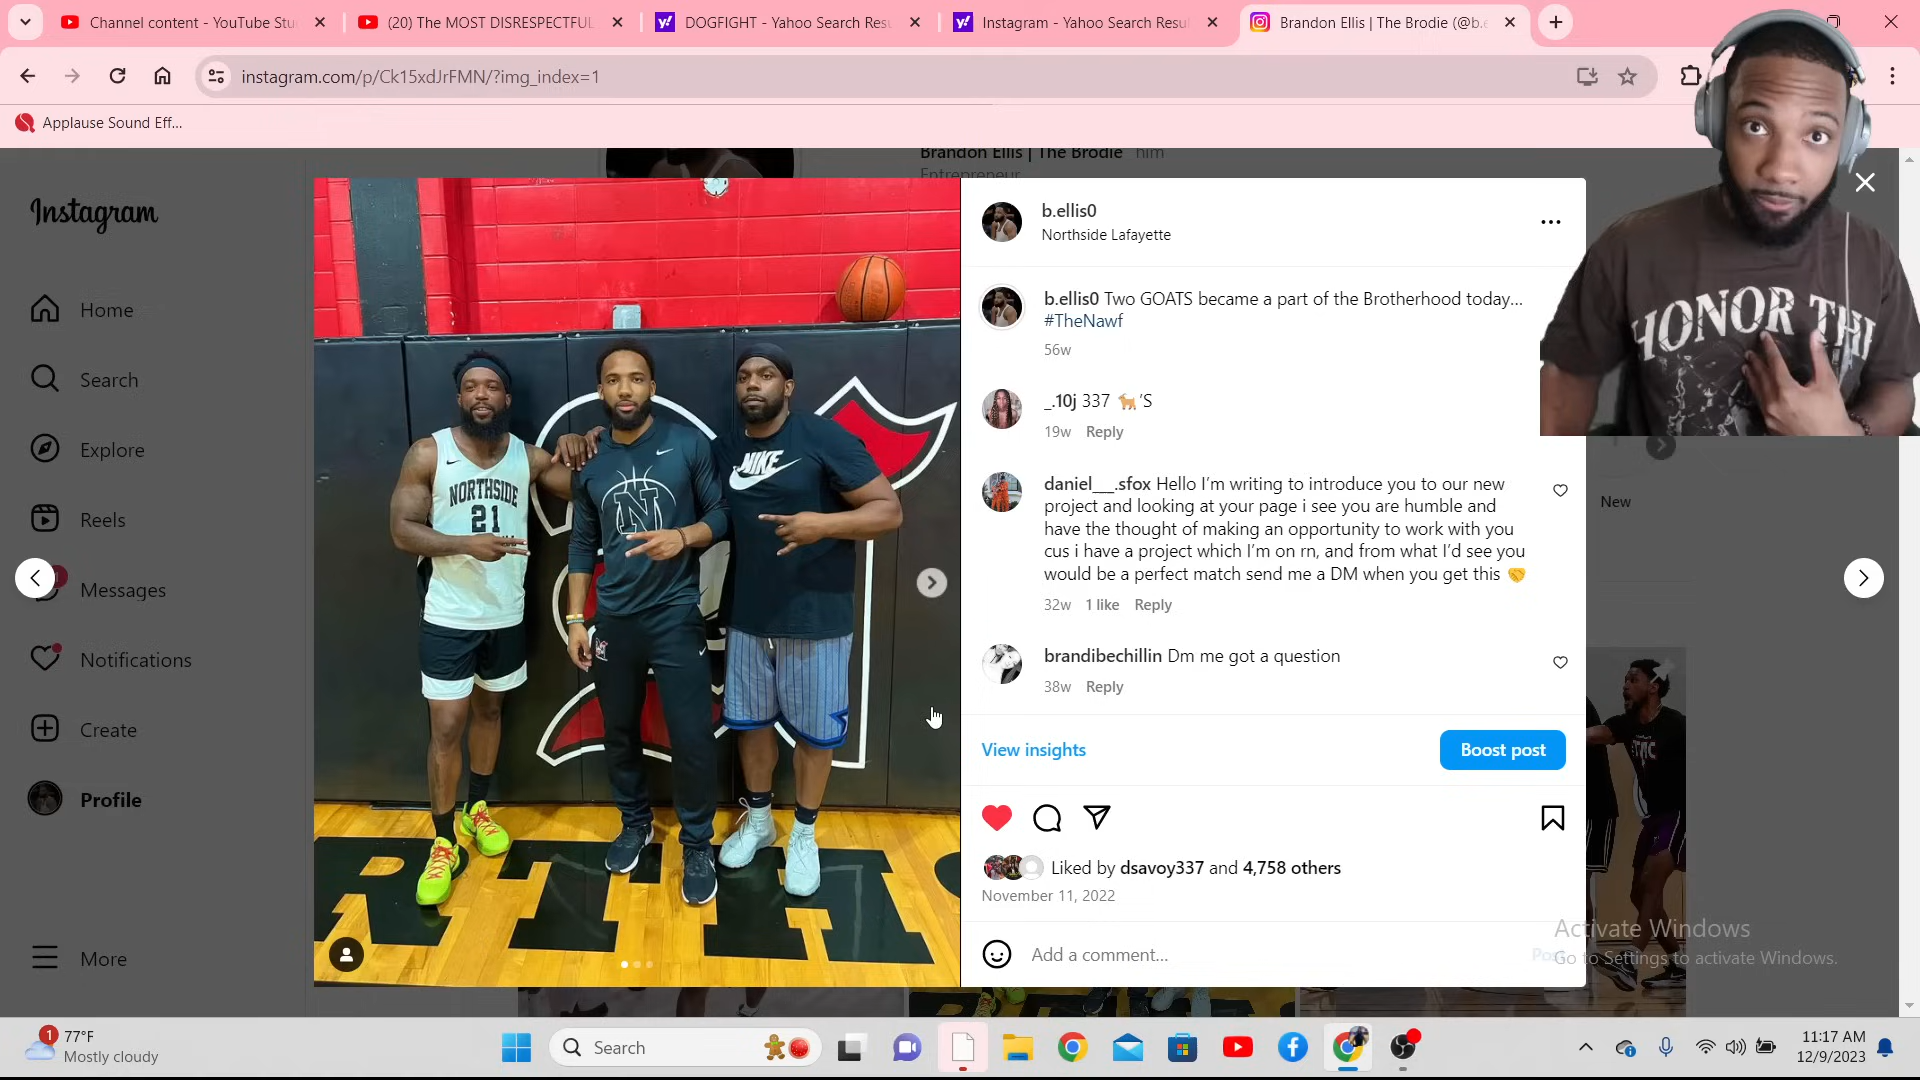 Channel content - YouTube Stu
(20) The MOST DISRESPECTFUL
DOGFIGHT - Yahoo Search Resu
Instagram - Yahoo Search Resul
Brandon Ellis | The Brodie (@b.e
instagram.com/p/Ck15xdJrFMN/?img_index=1
Applause Sound Eff...
Brandon Ellis | The Brodie him
Entrepreneur
Instagram
Home
Search
Explore
Reels
1
Messages
Notifications
Create
Profile
More
NORTHSIDE
21
N
NIKE
RTHS
b.ellis0
Northside Lafayette
b.ellis0 Two GOATS became a part of the Brotherhood today...
#TheNawf
56w
_.10j 337 🐐'S
19w Reply
daniel___.sfox Hello I'm writing to introduce you to our new
project and looking at your page i see you are humble and
have the thought of making an opportunity to work with you
cus i have a project which I'm on rn, and from what I'd see you
would be a perfect match send me a DM when you get this 🤝
32w 1 like Reply
brandibechillin Dm me got a question
38w Reply
View insights
Boost post
Liked by dsavoy337 and 4,758 others
November 11, 2022
Add a comment...
Post
HONOR TH
New
Activate Windows
Go to Settings to activate Windows.
1
77°F
Mostly cloudy
Search
11:17 AM
12/9/2023